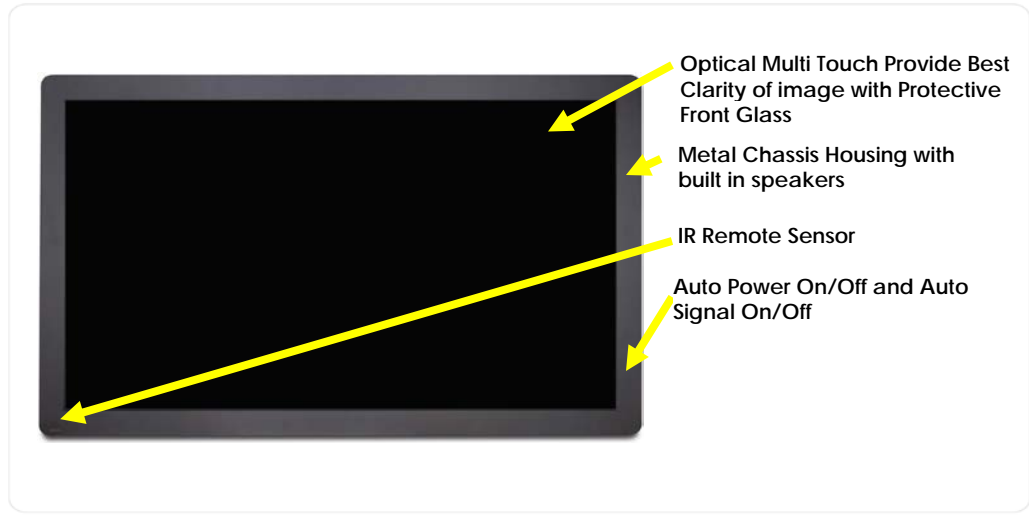 Optical Multi Touch Provide Best
Clarity of image with Protective
Front Glass
Metal Chassis Housing with
built in speakers
IR Remote Sensor
Auto Power On/Off and Auto
Signal On/Off